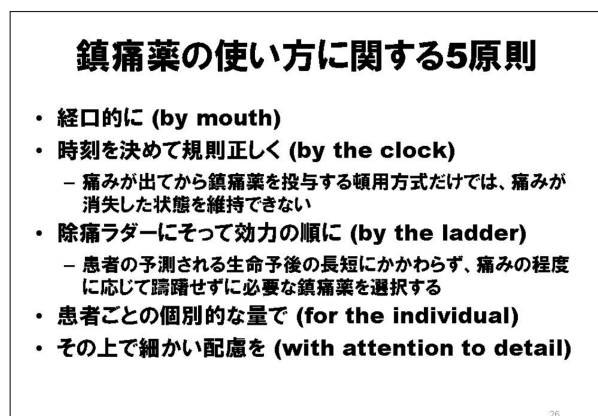 鎮痛薬の使い方に関する5原則
• 経口的に (by mouth)
• 時刻を決めて規則正しく (by the clock)
– 痛みが出てから鎮痛薬を投与する頓用方式だけでは、痛みが
消失した状態を維持できない
• 除痛ラダーにそって効力の順に (by the ladder)
– 患者の予測される生命予後の長短にかかわらず、痛みの程度
に応じて躊躇せずに必要な鎮痛薬を選択する
• 患者ごとの個別的な量で (for the individual)
• その上で細かい配慮を (with attention to detail)
26